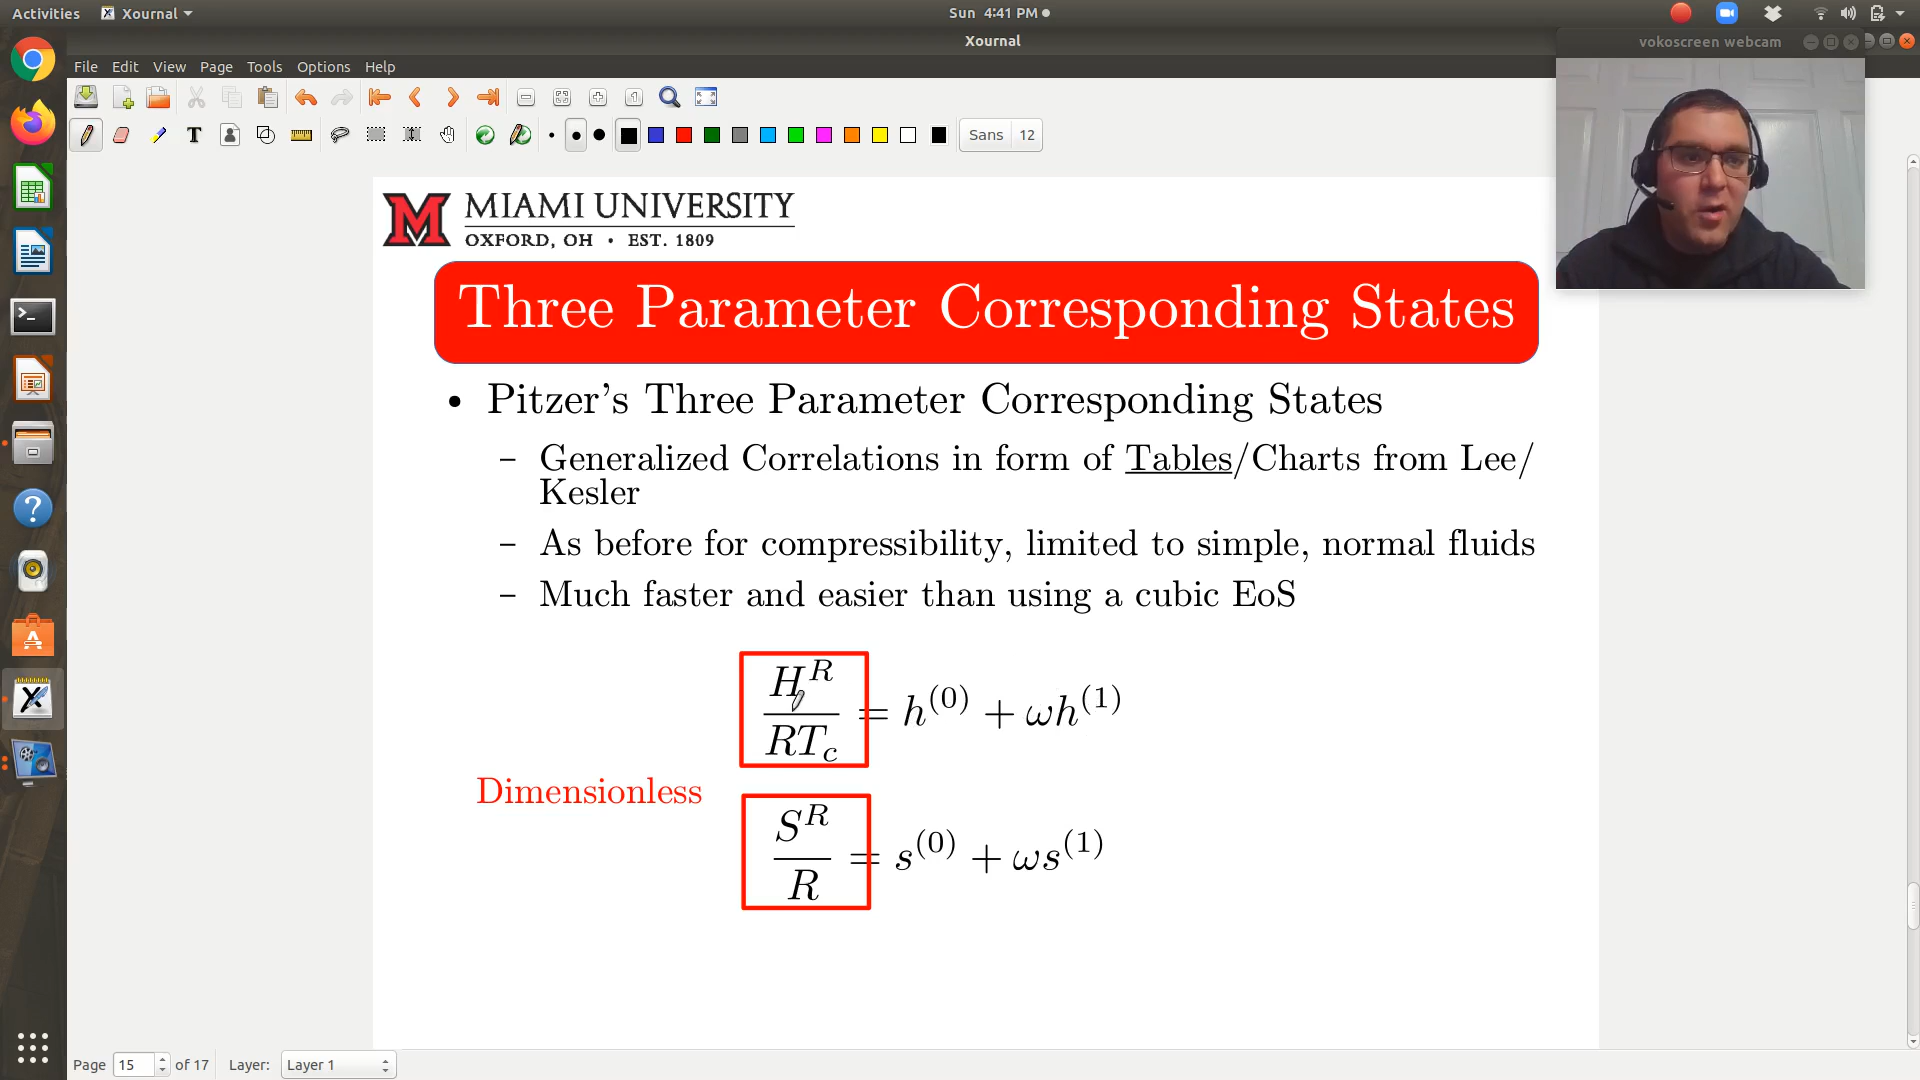 Activities Xournal Sun 4:41 PM
Xournal
vokoscreen webcam
File Edit View Page Tools Options Help
Sans 12
MIAMI UNIVERSITY
OXFORD, OH • EST. 1809
Three Parameter Corresponding States
• Pitzer's Three Parameter Corresponding States
– Generalized Correlations in form of Tables/Charts from Lee/
Kesler
– As before for compressibility, limited to simple, normal fluids
– Much faster and easier than using a cubic EoS
H^R / RT_c = h^(0) + ωh^(1)
Dimensionless
S^R / R = s^(0) + ωs^(1)
Page 15 of 17 Layer: Layer 1